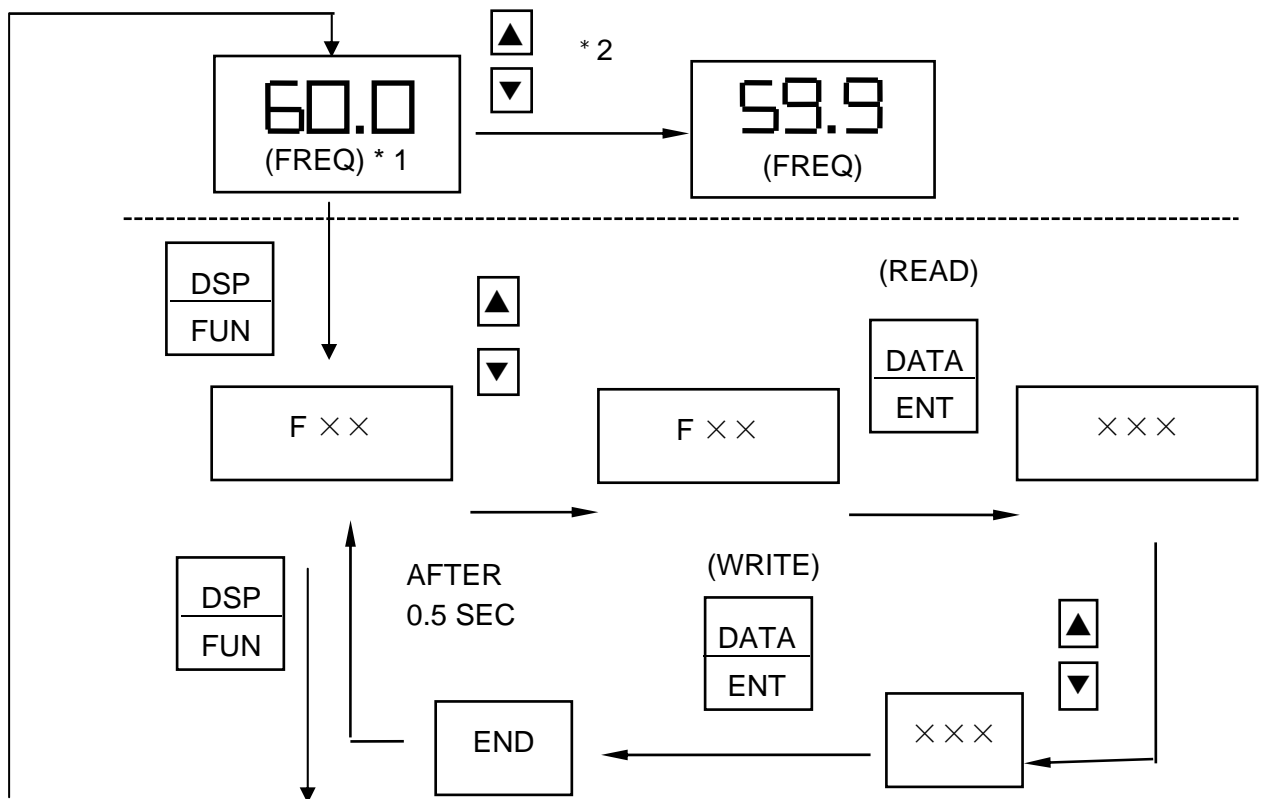 ▲
▼
*2
60.0
(FREQ) * 1
59.9
(FREQ)
DSP
FUN
▲
▼
(READ)
DATA
ENT
F ××
F ××
×××
DSP
FUN
AFTER
0.5 SEC
(WRITE)
DATA
ENT
▲
▼
END
×××